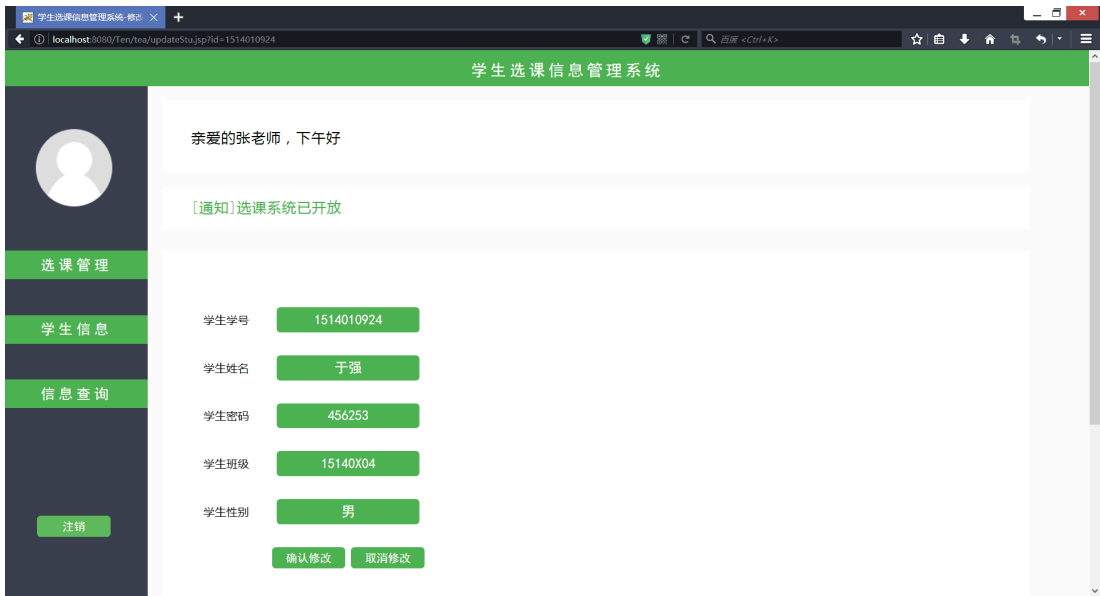 学生选课信息管理系统-修改
localhost:8080/Ten/tea/updateStu.jsp?id=1514010924
百度 <Ctrl+K>
学生选课信息管理系统
亲爱的张老师，下午好
[通知]选课系统已开放
选课管理
学生信息
信息查询
注销
学生学号 1514010924
学生姓名 于强
学生密码 456253
学生班级 15140X04
学生性别 男
确认修改 取消修改